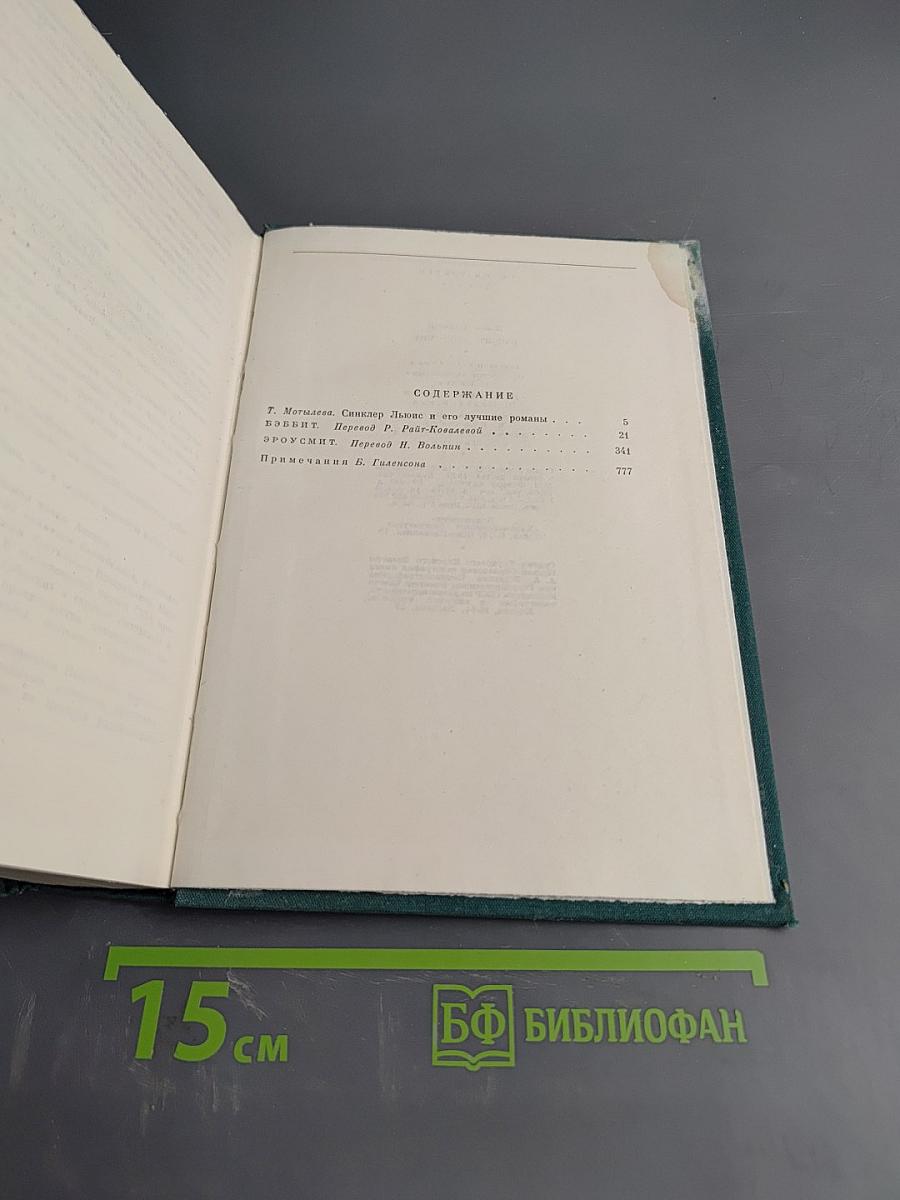 СОДЕРЖАНИЕ
Т. Мотылева. Синклер Льюис и его лучшие романы . . . 5
БЭББИТ. Перевод Р. Райт-Ковалевой . . . . . . . . 21
ЭРОУСМИТ. Перевод Н. Вольпин . . . . . . . . . . 341
Примечания Б. Гиленсона . . . . . . . . . . . . 777
15 см
БФ БИБЛИОФАН